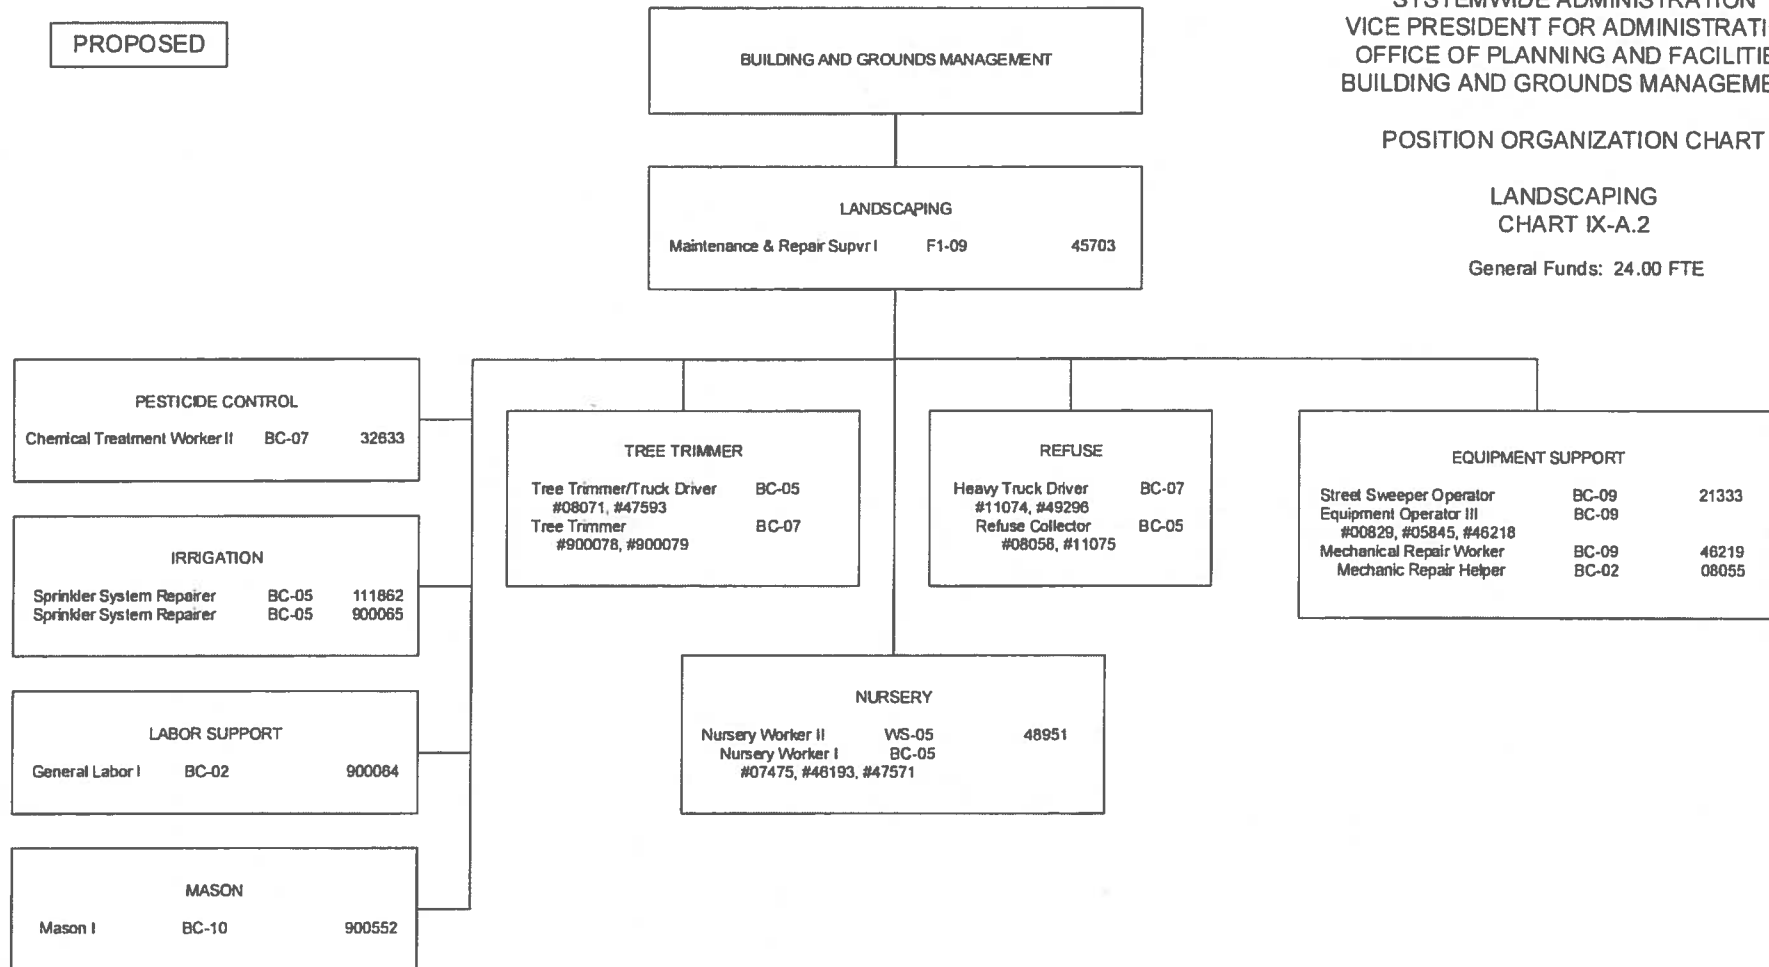 PROPOSED
SYSTEMWIDE ADMINISTRATION
VICE PRESIDENT FOR ADMINISTRATI
OFFICE OF PLANNING AND FACILITIE
BUILDING AND GROUNDS MANAGEME
POSITION ORGANIZATION CHART
LANDSCAPING
CHART IX-A.2
General Funds: 24.00 FTE
BUILDING AND GROUNDS MANAGEMENT
LANDSCAPING
Maintenance & Repair Supvr I F1-09 45703
PESTICIDE CONTROL
Chemical Treatment Worker II BC-07 32633
IRRIGATION
Sprinkler System Repairer BC-05 111862
Sprinkler System Repairer BC-05 900065
LABOR SUPPORT
General Labor I BC-02 900064
MASON
Mason I BC-10 900552
TREE TRIMMER
Tree Trimmer/Truck Driver BC-05
#08071, #47593
Tree Trimmer BC-07
#900078, #900079
REFUSE
Heavy Truck Driver BC-07
#11074, #49296
Refuse Collector BC-05
#08058, #11075
EQUIPMENT SUPPORT
Street Sweeper Operator BC-09 21333
Equipment Operator III BC-09
#00829, #05845, #46218
Mechanical Repair Worker BC-09 46219
Mechanic Repair Helper BC-02 08055
NURSERY
Nursery Worker II WS-05 48951
Nursery Worker I BC-05
#07475, #46193, #47571